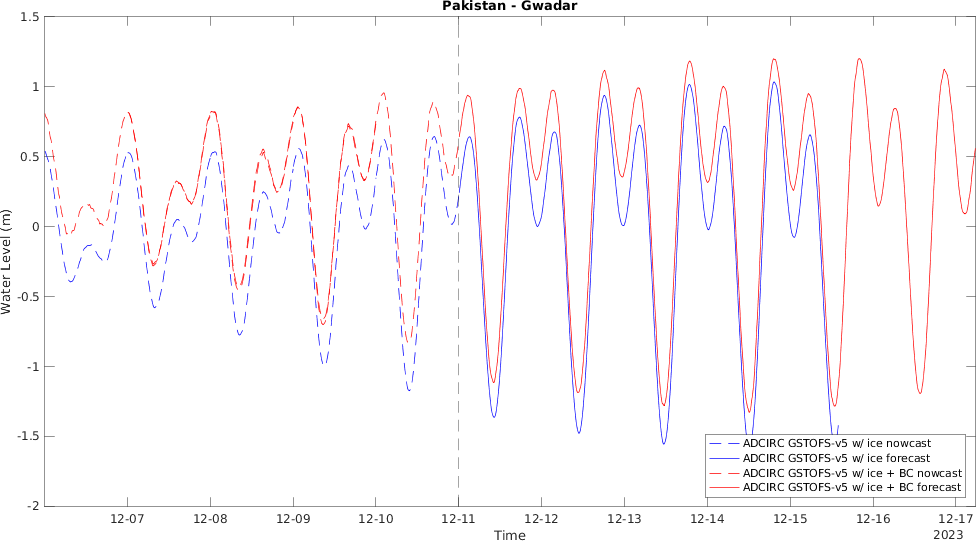 Pakistan - Gwadar
1.5
1
0.5
0
-0.5
-1
-1.5
-2
Water Level (m)
ADCIRC GSTOFS-v5 w/ ice nowcast
ADCIRC GSTOFS-v5 w/ ice forecast
ADCIRC GSTOFS-v5 w/ ice + BC nowcast
ADCIRC GSTOFS-v5 w/ ice + BC forecast
12-07 12-08 12-09 12-10 12-11 12-12 12-13 12-14 12-15 12-16 12-17
Time
2023